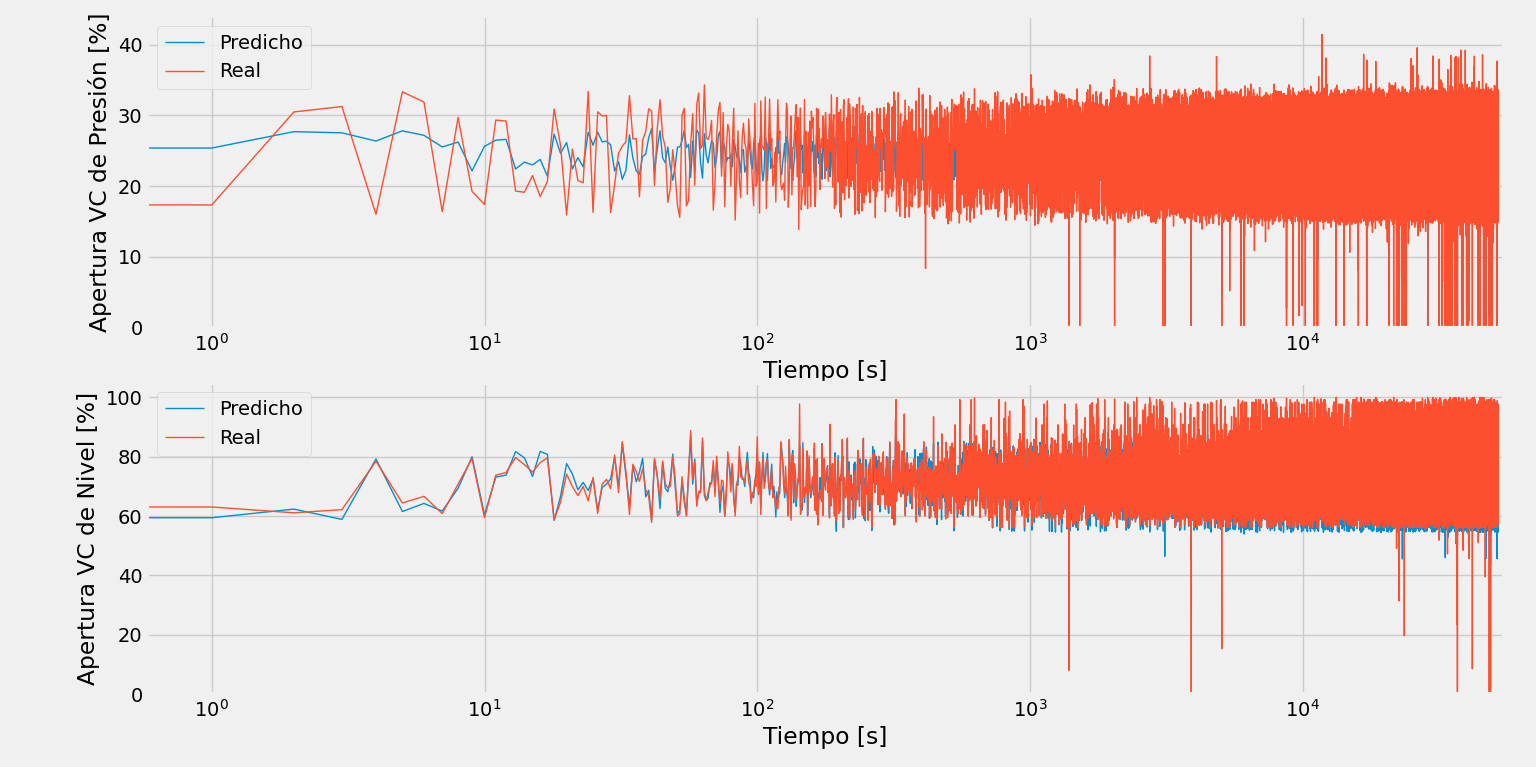 Apertura VC de Presión [%]
40
30
20
10
0
Predicho
Real
10⁰
10¹
10²
10³
10⁴
Tiempo [s]
Apertura VC de Nivel [%]
100
80
60
40
20
0
Predicho
Real
10⁰
10¹
10²
10³
10⁴
Tiempo [s]